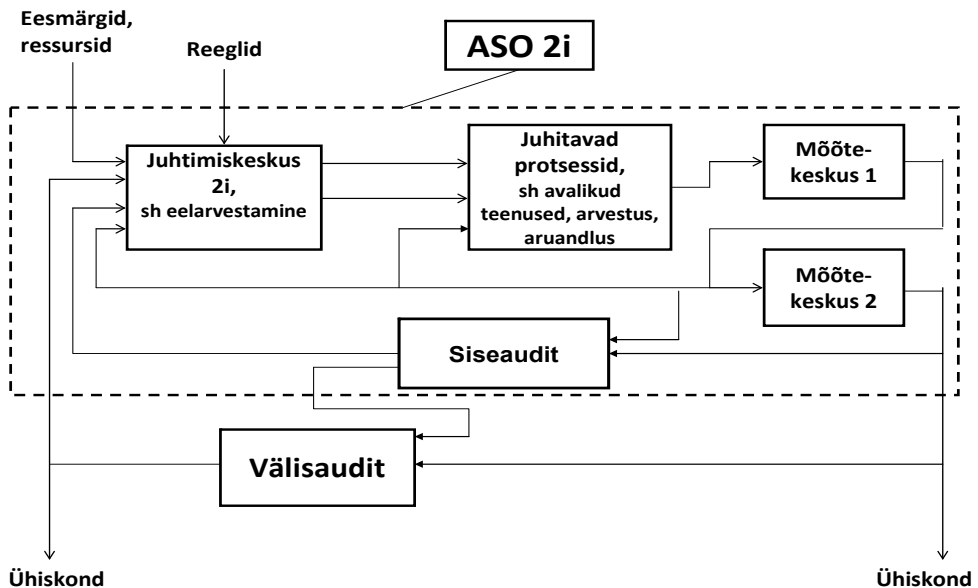 Eesmärgid,
ressursid
Reeglid
ASO 2i
Juhtimiskeskus
2i,
sh eelarvestamine
Juhitavad
protsessid,
sh avalikud
teenused, arvestus,
aruandlus
Mõõte-
keskus 1
Mõõte-
keskus 2
Siseaudit
Välisaudit
Ühiskond
Ühiskond